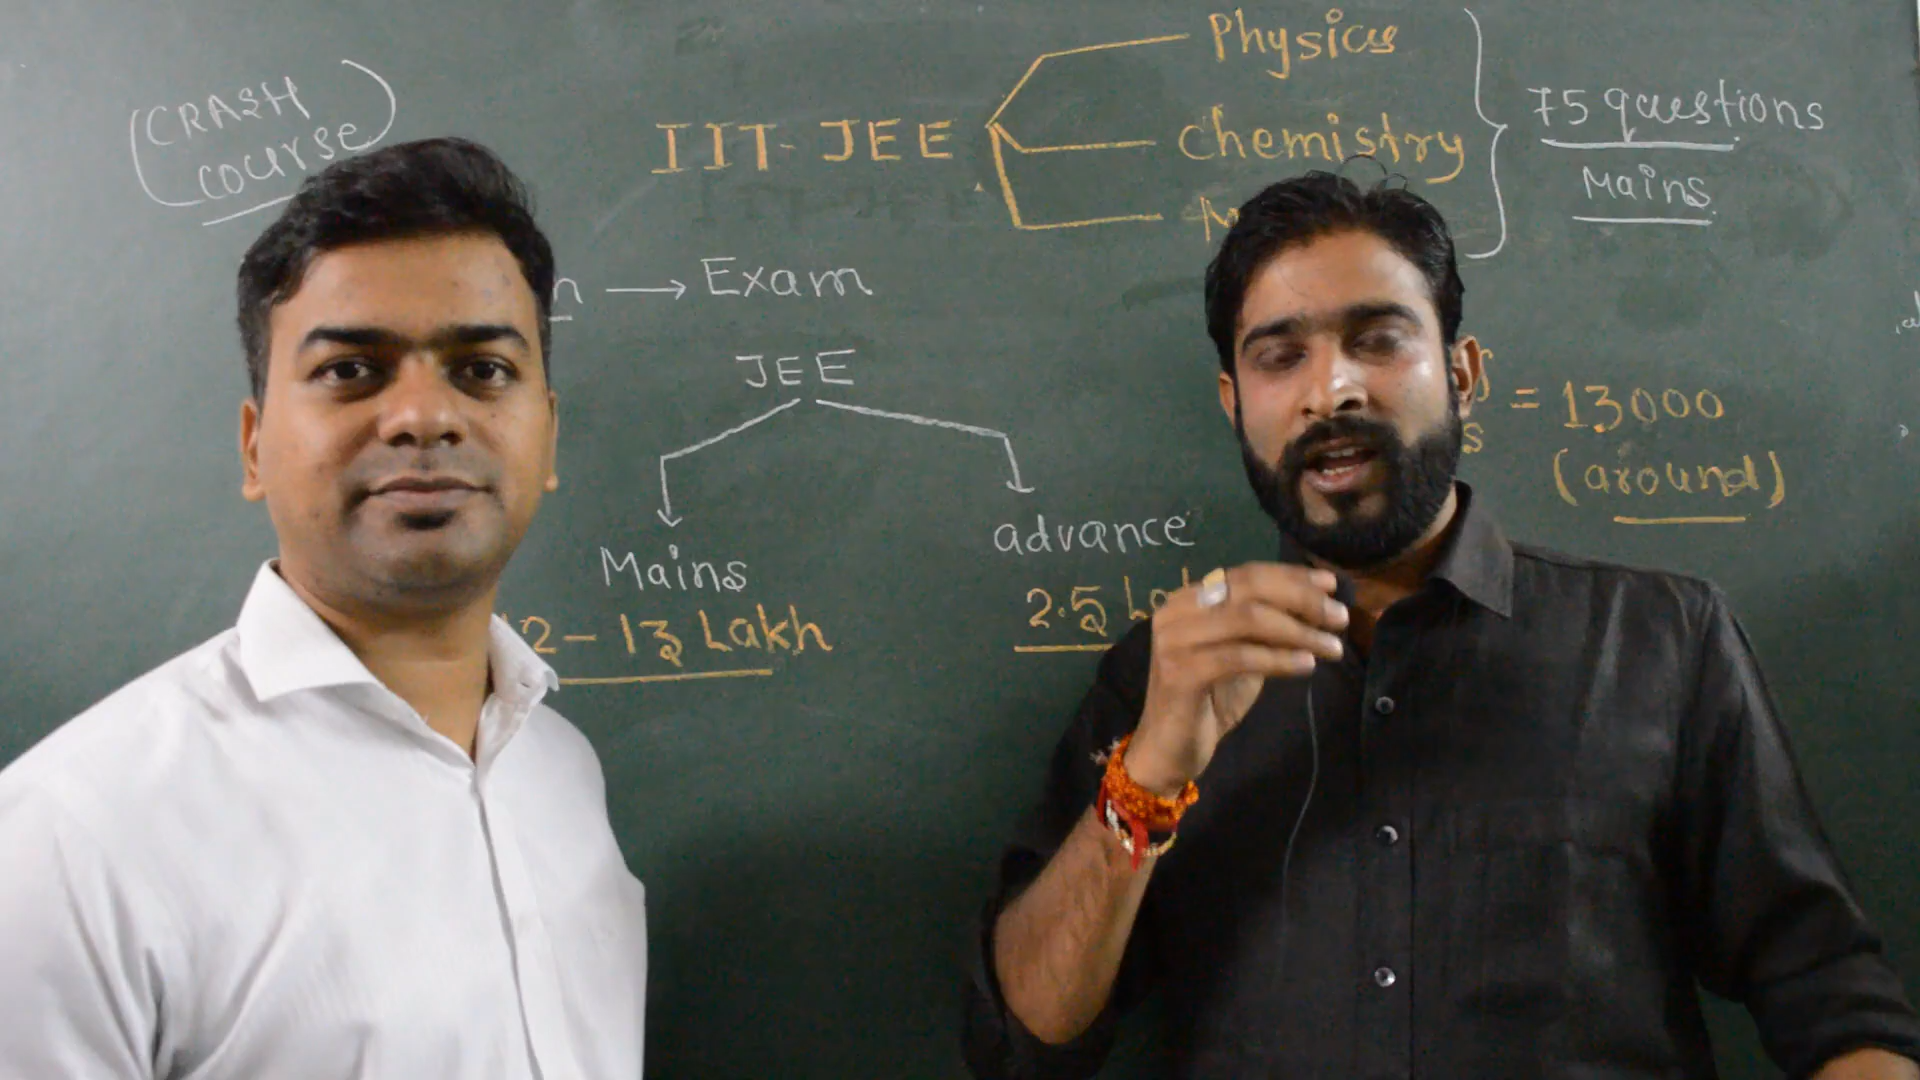 (CRASH
course)
IIT-JEE
Physics
Chemistry
75 questions
Mains
→ Exam
JEE
Mains
advance
12-13 Lakh
2.5
= 13000
(around)